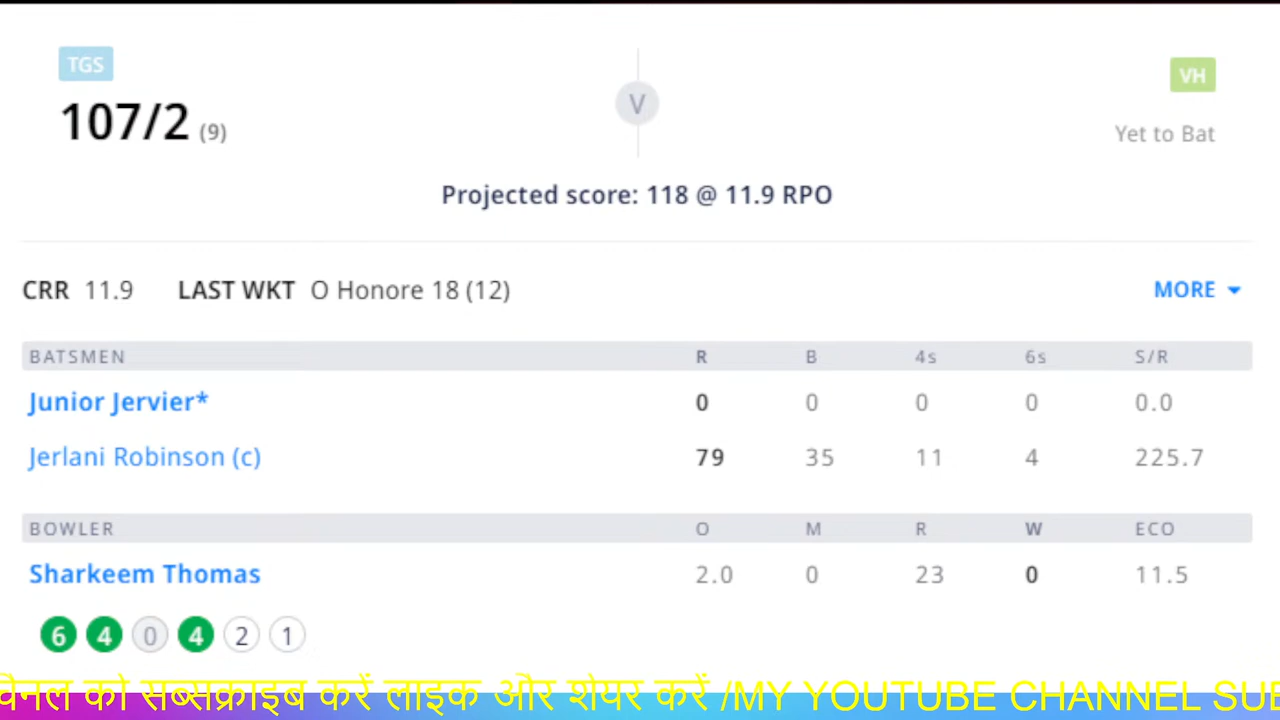 TGS
V
VH
107/2 (9)
Yet to Bat
Projected score: 118 @ 11.9 RPO
CRR 11.9 LAST WKT O Honore 18 (12) MORE
BATSMEN R B 4s 6s S/R
Junior Jervier* 0 0 0 0 0.0
Jerlani Robinson (c) 79 35 11 4 225.7
BOWLER O M R W ECO
Sharkeem Thomas 2.0 0 23 0 11.5
6 4 0 4 2 1
को सब्सक्राइब करें लाइक और शेयर करें /MY YOUTUBE CHANNEL